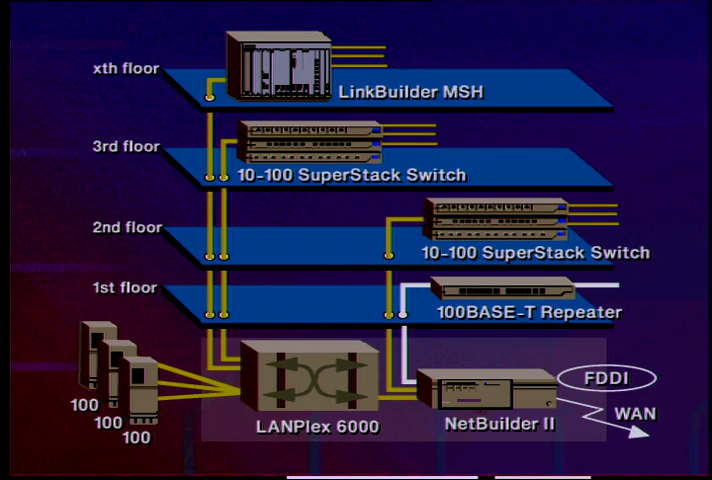 xth floor
LinkBuilder MSH
3rd floor
10-100 SuperStack Switch
2nd floor
10-100 SuperStack Switch
1st floor
100BASE-T Repeater
FDDI
100
100
100
LANPlex 6000
NetBuilder II
WAN